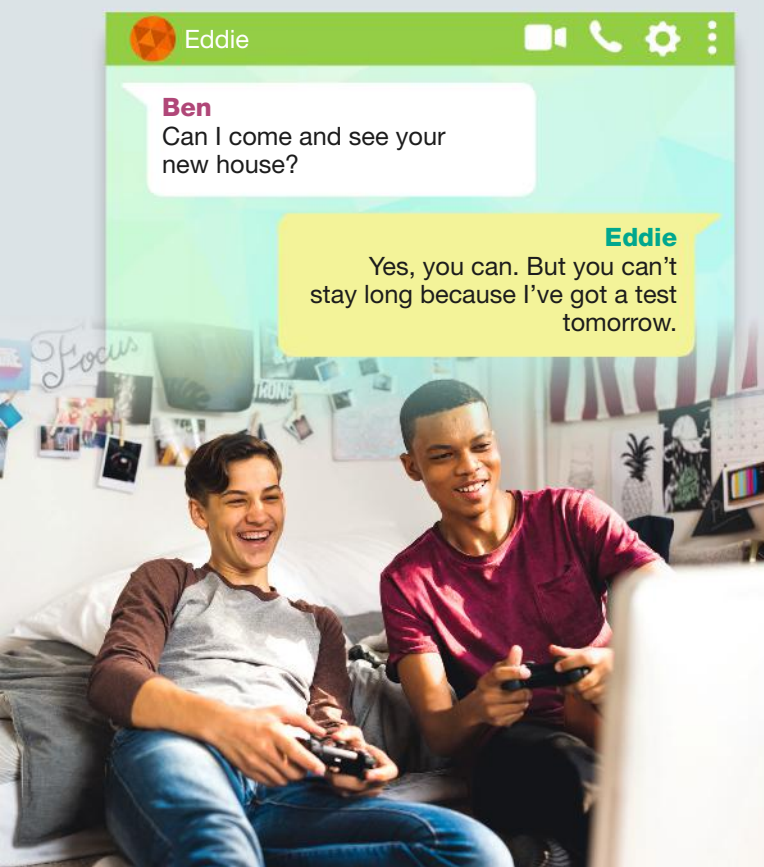 Eddie
Ben
Can I come and see your
new house?
Eddie
Yes, you can. But you can’t
stay long because I’ve got a test
tomorrow.
Focus